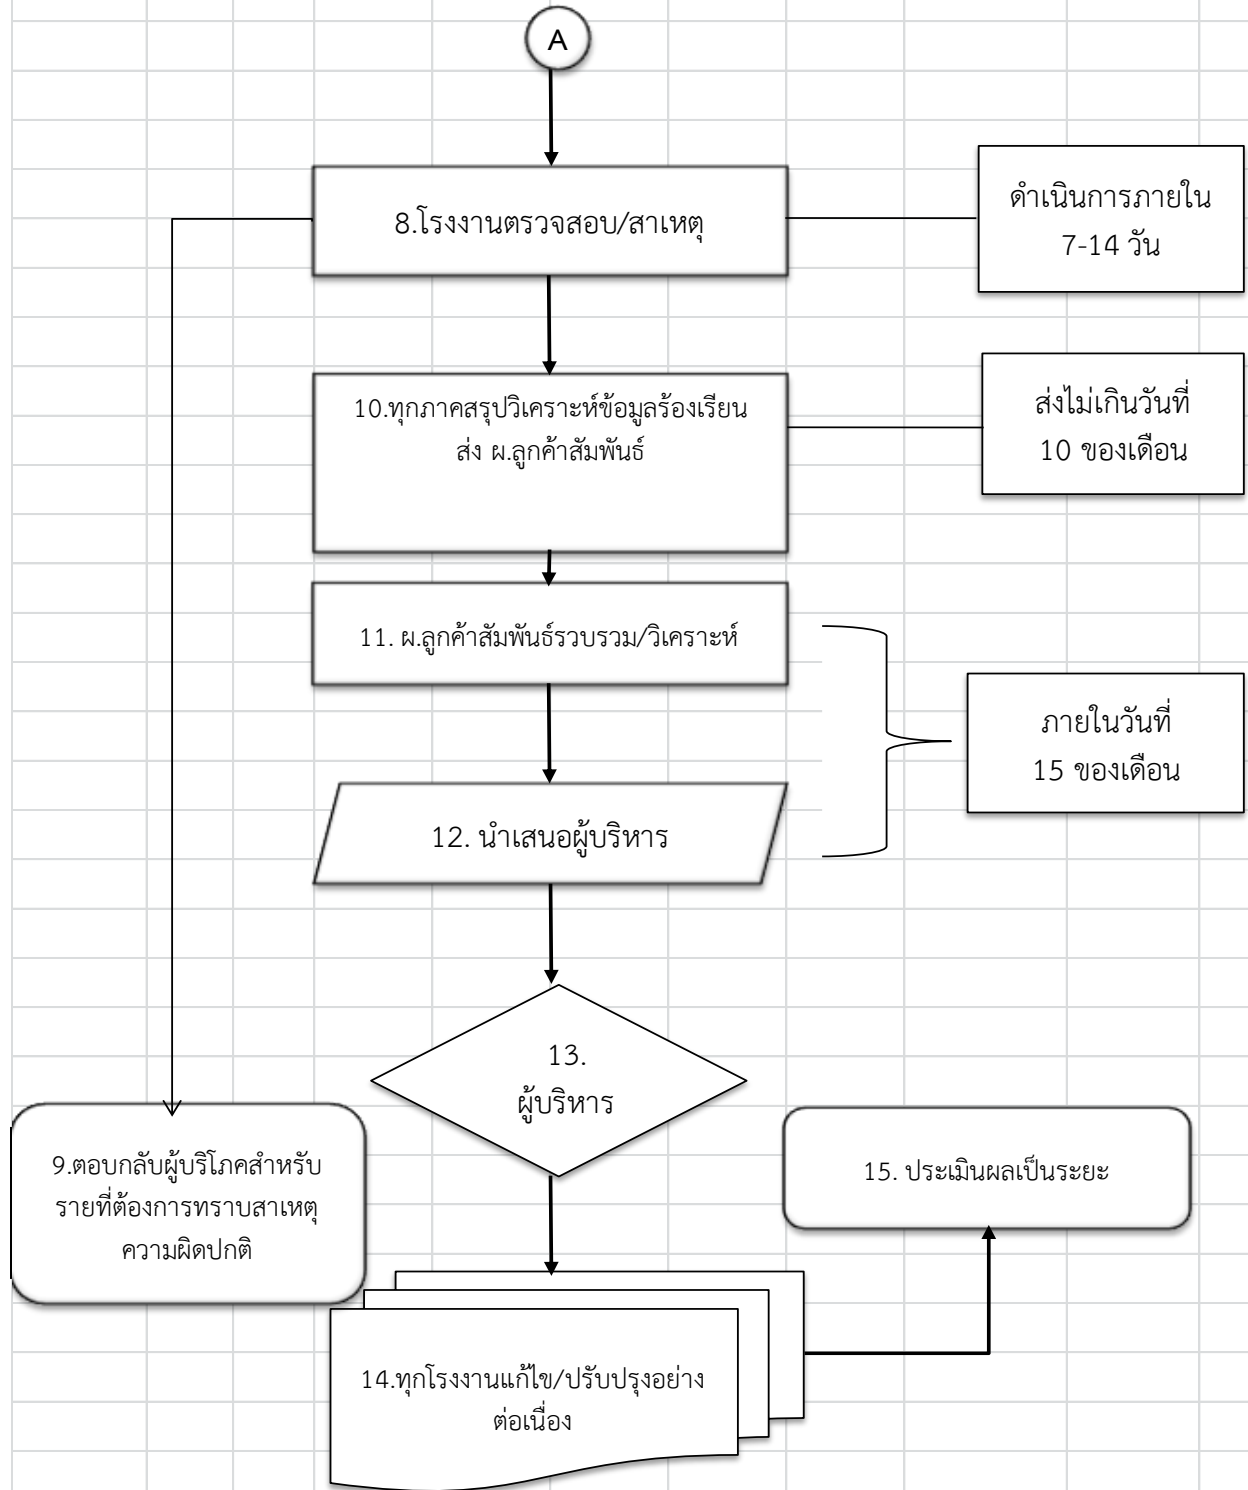 A
8.โรงงานตรวจสอบ/สาเหตุ
ดำเนินการภายใน
7-14 วัน
10.ทุกภาคสรุปวิเคราะห์ข้อมูลร้องเรียน
ส่ง ผ.ลูกค้าสัมพันธ์
ส่งไม่เกินวันที่
10 ของเดือน
11. ผ.ลูกค้าสัมพันธ์รวบรวม/วิเคราะห์
ภายในวันที่
15 ของเดือน
12. นำเสนอผู้บริหาร
13.
ผู้บริหาร
9.ตอบกลับผู้บริโภคสำหรับ
รายที่ต้องการทราบสาเหตุ
ความผิดปกติ
15. ประเมินผลเป็นระยะ
14.ทุกโรงงานแก้ไข/ปรับปรุงอย่าง
ต่อเนื่อง